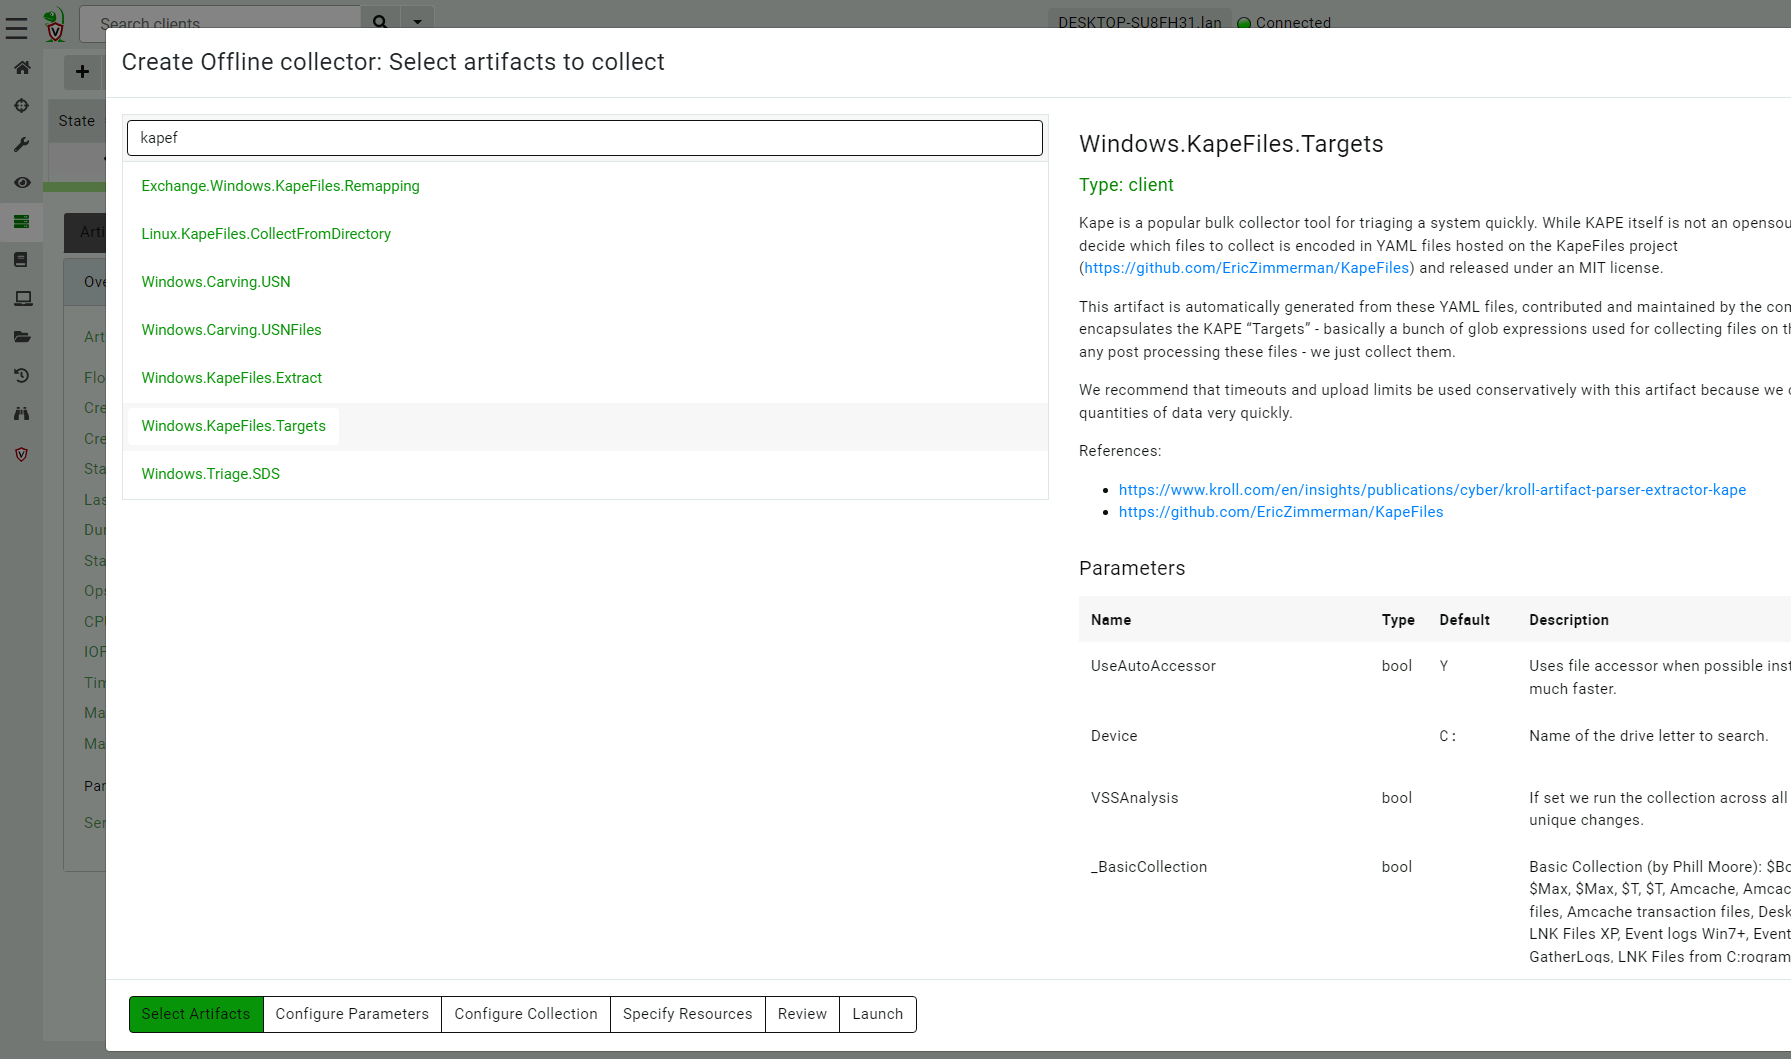 Search clients
DESKTOP-SU8FH31.lan
Connected
State
Create Offline collector: Select artifacts to collect
kapef
Exchange.Windows.KapeFiles.Remapping
Linux.KapeFiles.CollectFromDirectory
Windows.Carving.USN
Windows.Carving.USNFiles
Windows.KapeFiles.Extract
Windows.KapeFiles.Targets
Windows.Triage.SDS
Windows.KapeFiles.Targets
Type: client
Kape is a popular bulk collector tool for triaging a system quickly. While KAPE itself is not an opensou
decide which files to collect is encoded in YAML files hosted on the KapeFiles project
(https://github.com/EricZimmerman/KapeFiles) and released under an MIT license.
This artifact is automatically generated from these YAML files, contributed and maintained by the com
encapsulates the KAPE “Targets” - basically a bunch of glob expressions used for collecting files on th
any post processing these files - we just collect them.
We recommend that timeouts and upload limits be used conservatively with this artifact because we c
quantities of data very quickly.
References:
https://www.kroll.com/en/insights/publications/cyber/kroll-artifact-parser-extractor-kape
https://github.com/EricZimmerman/KapeFiles
Parameters
Name Type Default Description
UseAutoAccessor bool Y Uses file accessor when possible inst
much faster.
Device C: Name of the drive letter to search.
VSSAnalysis bool If set we run the collection across all
unique changes.
_BasicCollection bool Basic Collection (by Phill Moore): $Bo
$Max, $Max, $T, $T, Amcache, Amcac
files, Amcache transaction files, Desk
LNK Files XP, Event logs Win7+, Event
GatherLogs, LNK Files from C:rogram
Arti
Ove
Art
Flo
Cre
Cre
Sta
Las
Dur
Sta
Ops
CPU
IOP
Tim
Ma
Ma
Par
Ser
Select Artifacts
Configure Parameters
Configure Collection
Specify Resources
Review
Launch